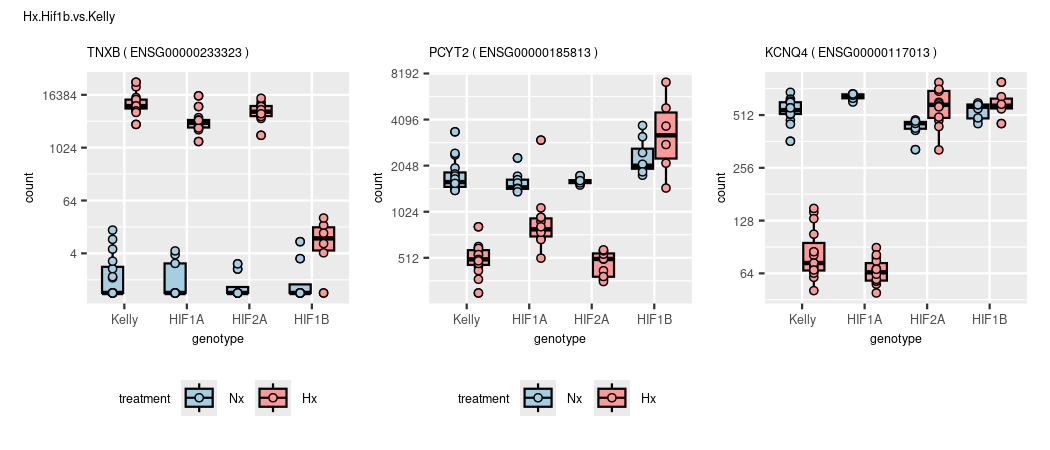 Hx.Hif1b.vs.Kelly
TNXB ( ENSG00000233323 )
16384
1024
64
4
count
Kelly HIF1A HIF2A HIF1B
genotype
treatment Nx Hx
PCYT2 ( ENSG00000185813 )
8192
4096
2048
1024
512
count
Kelly HIF1A HIF2A HIF1B
genotype
treatment Nx Hx
KCNQ4 ( ENSG00000117013 )
512
256
128
64
count
Kelly HIF1A HIF2A HIF1B
genotype